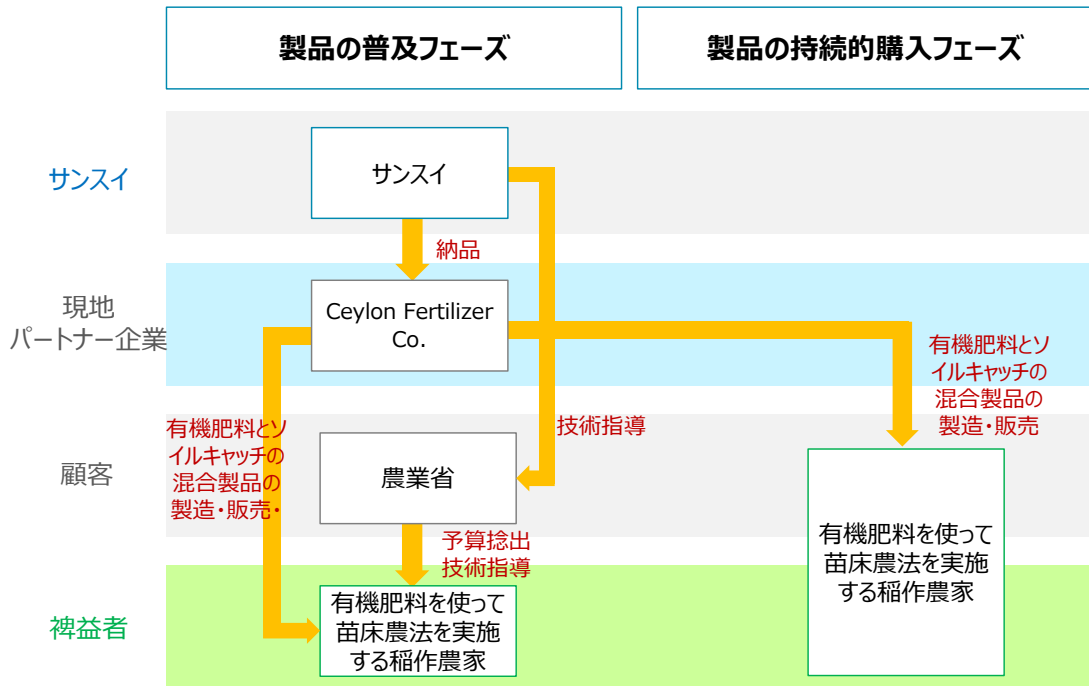 製品の普及フェーズ
製品の持続的購入フェーズ
サンスイ
サンスイ
納品
現地
パートナー企業
Ceylon Fertilizer
Co.
有機肥料とソ
イルキャッチの
混合製品の
製造・販売
有機肥料とソ
イルキャッチの
混合製品の
製造・販売・
技術指導
顧客
農業省
予算捻出
技術指導
有機肥料を使って
苗床農法を実施
する稲作農家
裨益者
有機肥料を使って
苗床農法を実施
する稲作農家